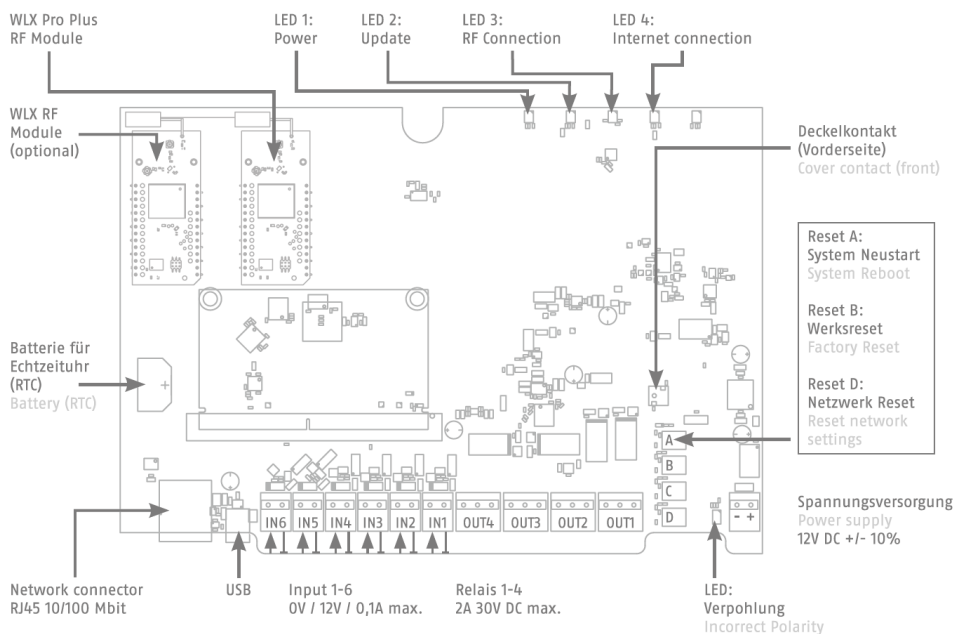 WLX Pro Plus
RF Module
LED 1:
Power
LED 2:
Update
LED 3:
RF Connection
LED 4:
Internet connection
WLX RF
Module
(optional)
Deckelkontakt
(Vorderseite)
Cover contact (front)
Reset A:
System Neustart
System Reboot
Reset B:
Werksreset
Factory Reset
Reset D:
Netzwerk Reset
Reset network
settings
Batterie für
Echtzeituhr
(RTC)
Battery (RTC)
+
A
B
C
D
IN6 IN5 IN4 IN3 IN2 IN1 OUT4 OUT3 OUT2 OUT1
- +
Spannungsversorgung
Power supply
12V DC +/- 10%
Network connector
RJ45 10/100 Mbit
USB
Input 1-6
0V / 12V / 0,1A max.
Relais 1-4
2A 30V DC max.
LED:
Verpohlung
Incorrect Polarity